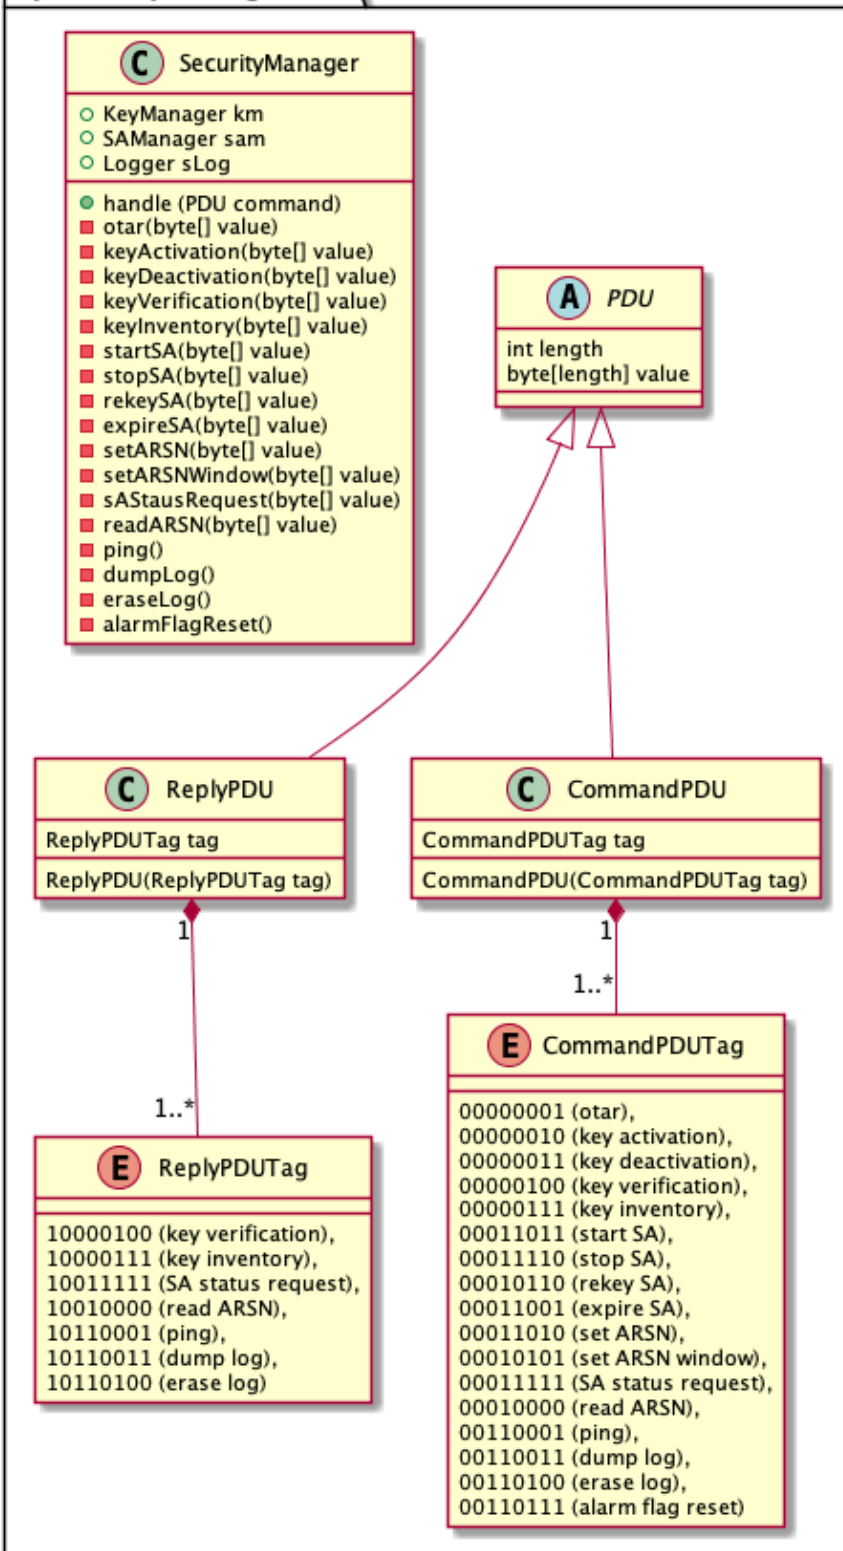 C SecurityManager
KeyManager km
SAManager sam
Logger sLog
handle (PDU command)
otar(byte[] value)
keyActivation(byte[] value)
keyDeactivation(byte[] value)
keyVerification(byte[] value)
keyInventory(byte[] value)
startSA(byte[] value)
stopSA(byte[] value)
rekeySA(byte[] value)
expireSA(byte[] value)
setARSN(byte[] value)
setARSNWindow(byte[] value)
sAStausRequest(byte[] value)
readARSN(byte[] value)
ping()
dumpLog()
eraseLog()
alarmFlagReset()
A PDU
int length
byte[length] value
C ReplyPDU
ReplyPDUTag tag
ReplyPDU(ReplyPDUTag tag)
C CommandPDU
CommandPDUTag tag
CommandPDU(CommandPDUTag tag)
1
1..*
1
1..*
E ReplyPDUTag
10000100 (key verification),
10000111 (key inventory),
10011111 (SA status request),
10010000 (read ARSN),
10110001 (ping),
10110011 (dump log),
10110100 (erase log)
E CommandPDUTag
00000001 (otar),
00000010 (key activation),
00000011 (key deactivation),
00000100 (key verification),
00000111 (key inventory),
00011011 (start SA),
00011110 (stop SA),
00010110 (rekey SA),
00011001 (expire SA),
00011010 (set ARSN),
00010101 (set ARSN window),
00011111 (SA status request),
00010000 (read ARSN),
00110001 (ping),
00110011 (dump log),
00110100 (erase log),
00110111 (alarm flag reset)